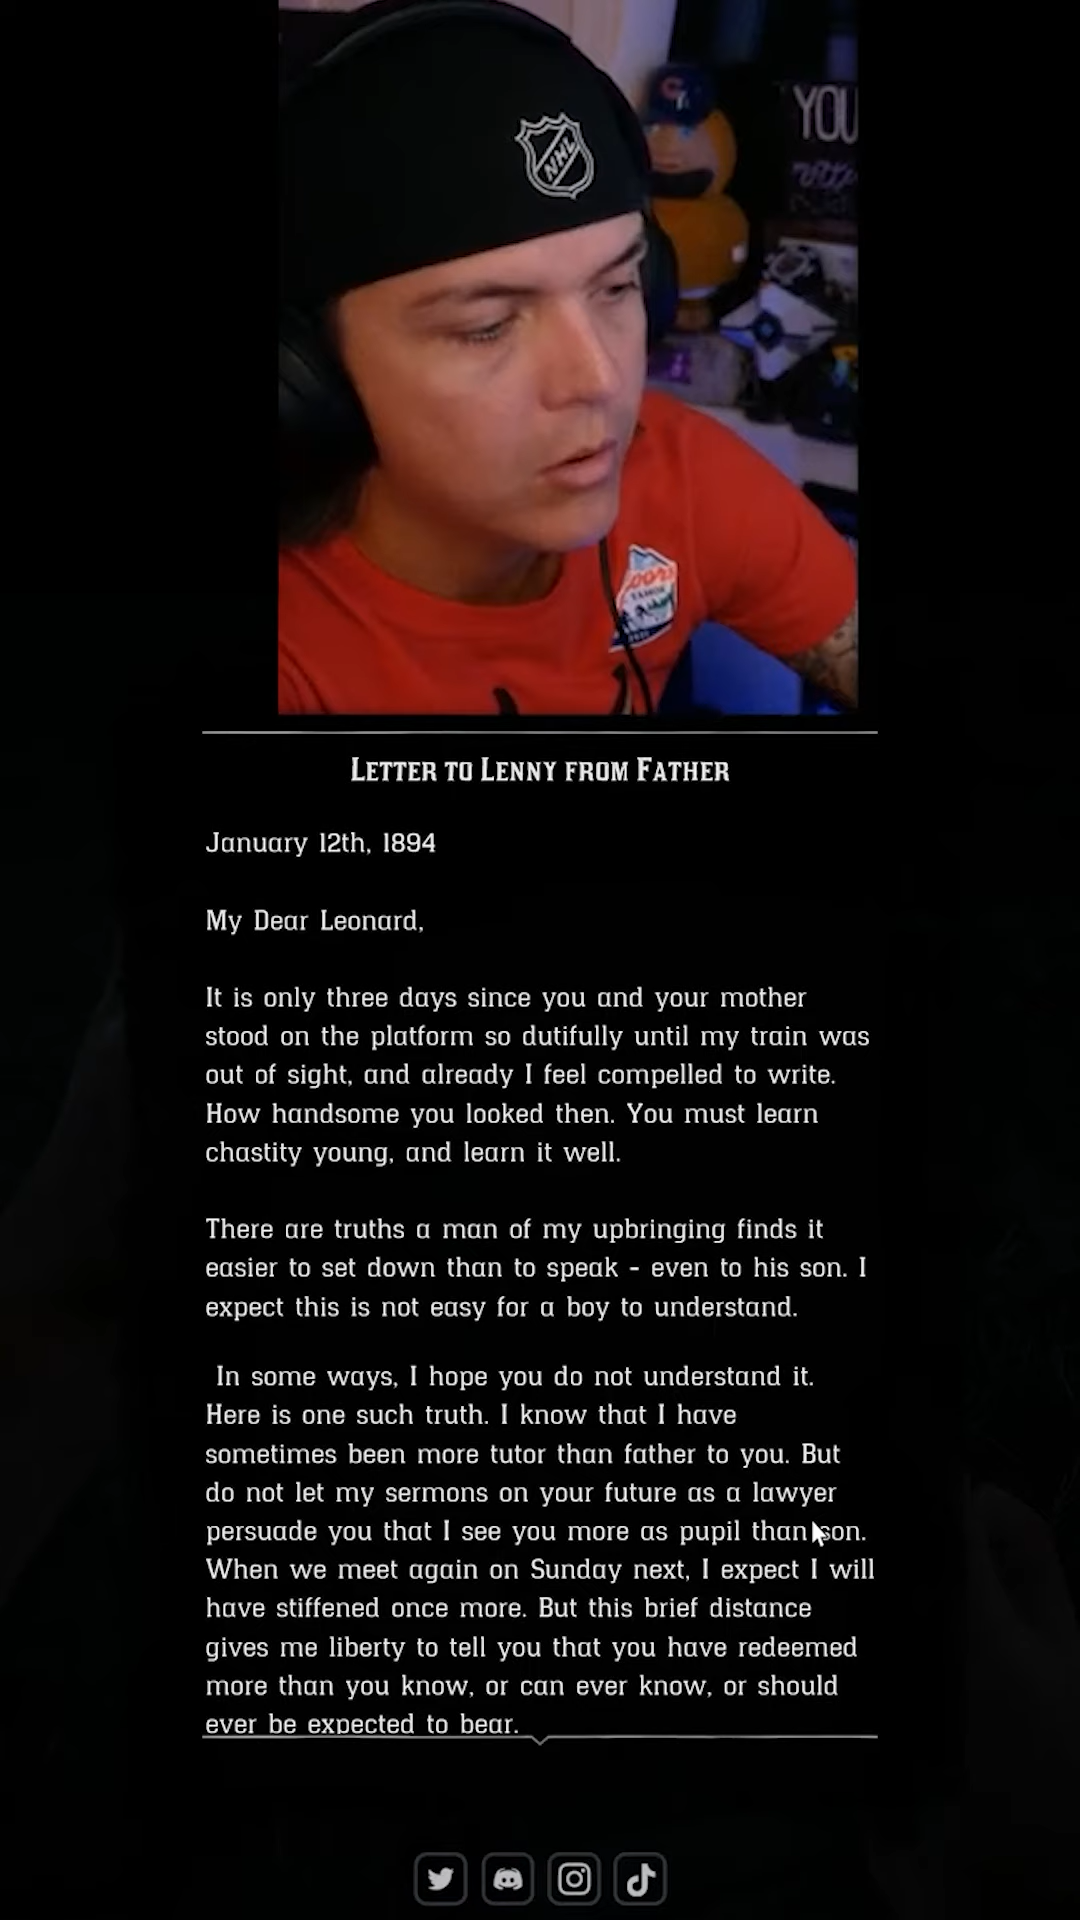 NHL
YOU
Coors
LETTER TO LENNY FROM FATHER
January 12th, 1894
My Dear Leonard,
It is only three days since you and your mother
stood on the platform so dutifully until my train was
out of sight, and already I feel compelled to write.
How handsome you looked then. You must learn
chastity young, and learn it well.
There are truths a man of my upbringing finds it
easier to set down than to speak - even to his son. I
expect this is not easy for a boy to understand.
In some ways, I hope you do not understand it.
Here is one such truth. I know that I have
sometimes been more tutor than father to you. But
do not let my sermons on your future as a lawyer
persuade you that I see you more as pupil than son.
When we meet again on Sunday next, I expect I will
have stiffened once more. But this brief distance
gives me liberty to tell you that you have redeemed
more than you know, or can ever know, or should
ever be expected to bear.